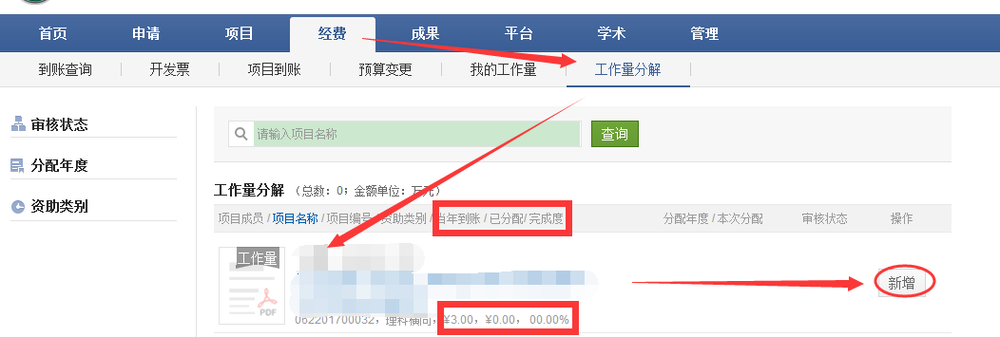 首页 申请 项目 经费 成果 平台 学术 管理
到账查询 开发票 项目到账 预算变更 我的工作量 工作量分解
审核状态
分配年度
资助类别
请输入项目名称 查询
工作量分解 （总数：0；金额单位：万元）
项目成员 / 项目名称 / 项目编号 / 资助类别 / 当年到账 / 已分配/ 完成度 分配年度 / 本次分配 审核状态 操作
工作量
PDF
新增
062201700032，理科横向，¥3.00，¥0.00，00.00%